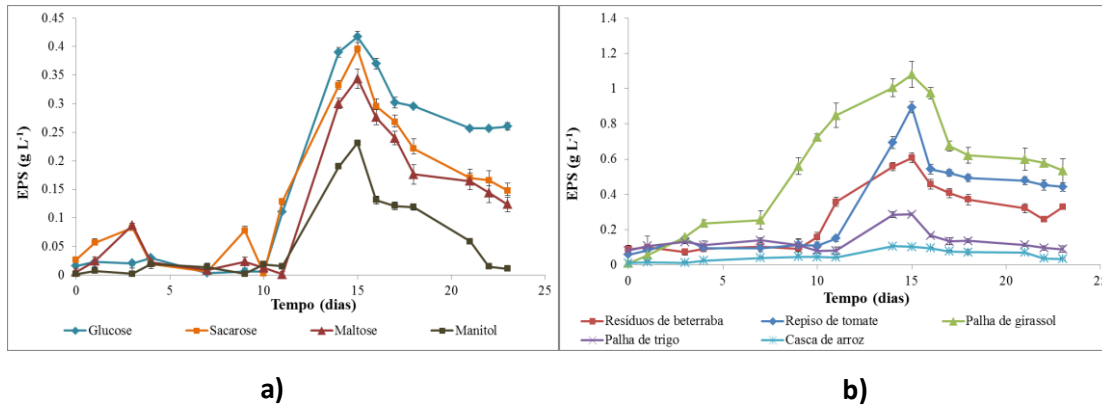 0.45
0.4
0.35
0.3
0.25
0.2
0.15
0.1
0.05
0
EPS (g L-1)
0 5 10 15 20 25
Tempo (dias)
Glucose Sacarose Maltose Manitol
a)
1.4
1.2
1
0.8
0.6
0.4
0.2
0
EPS (g L-1)
0 5 10 15 20 25
Tempo (dias)
Resíduos de beterraba Repiso de tomate Palha de girassol
Palha de trigo Casca de arroz
b)